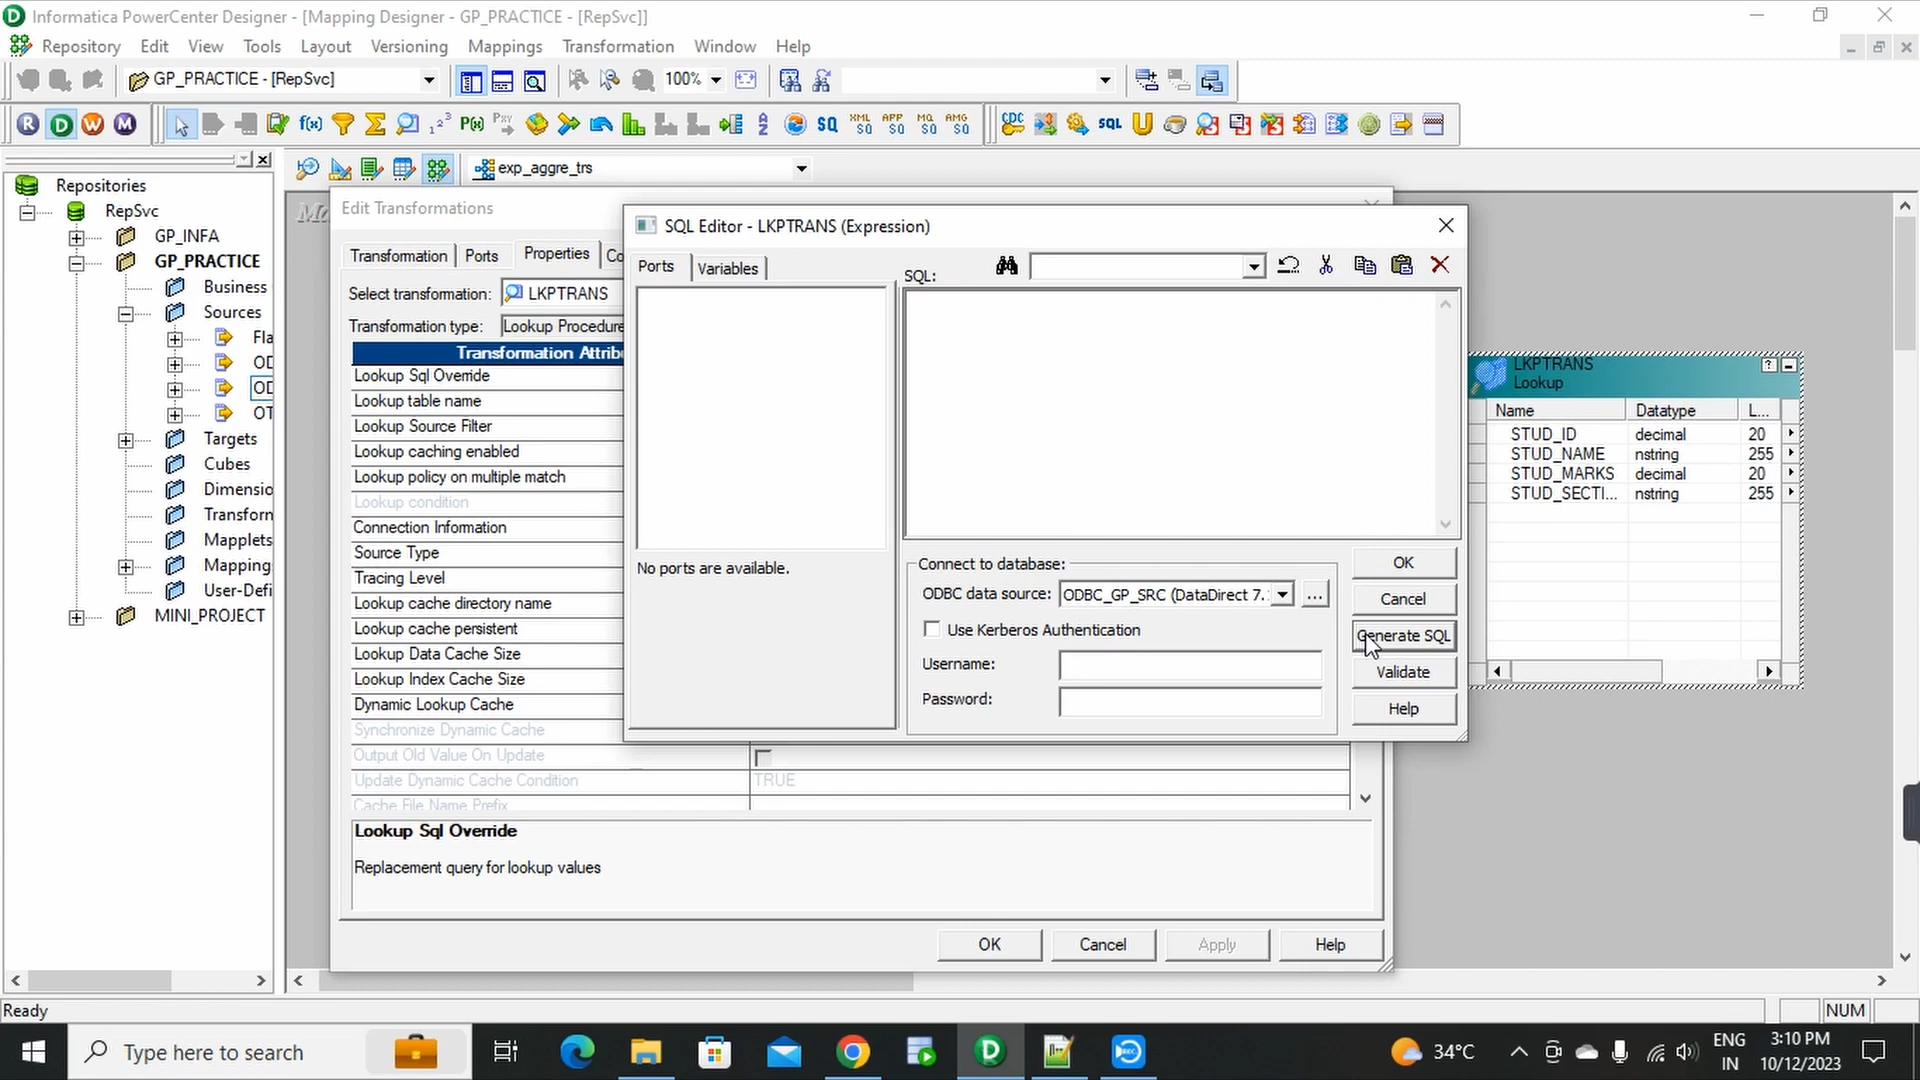 Informatica PowerCenter Designer - [Mapping Designer - GP_PRACTICE - [RepSvc]]
Repository Edit View Tools Layout Versioning Mappings Transformation Window Help
GP_PRACTICE - [RepSvc]
100%
exp_aggre_trs
Repositories
RepSvc
GP_INFA
GP_PRACTICE
Business
Sources
Fla
OD
OD
OT
Targets
Cubes
Dimensio
Transform
Mapplets
Mapping
User-Defi
MINI_PROJECT
Edit Transformations
Transformation Ports Properties Co
Select transformation: LKPTRANS
Transformation type: Lookup Procedure
Transformation Attribe
Lookup Sql Override
Lookup table name
Lookup Source Filter
Lookup caching enabled
Lookup policy on multiple match
Lookup condition
Connection Information
Source Type
Tracing Level
Lookup cache directory name
Lookup cache persistent
Lookup Data Cache Size
Lookup Index Cache Size
Dynamic Lookup Cache
Synchronize Dynamic Cache
Output Old Value On Update
Update Dynamic Cache Condition TRUE
Cache File Name Prefix
Lookup Sql Override
Replacement query for lookup values
OK Cancel Apply Help
SQL Editor - LKPTRANS (Expression)
Ports Variables
SQL:
No ports are available.
Connect to database:
ODBC data source: ODBC_GP_SRC (DataDirect 7.
Use Kerberos Authentication
Username:
Password:
OK
Cancel
Generate SQL
Validate
Help
LKPTRANS
Lookup
Name Datatype L...
STUD_ID decimal 20
STUD_NAME nstring 255
STUD_MARKS decimal 20
STUD_SECTI... nstring 255
Ready
NUM
Type here to search
34°C
ENG
IN
3:10 PM
10/12/2023